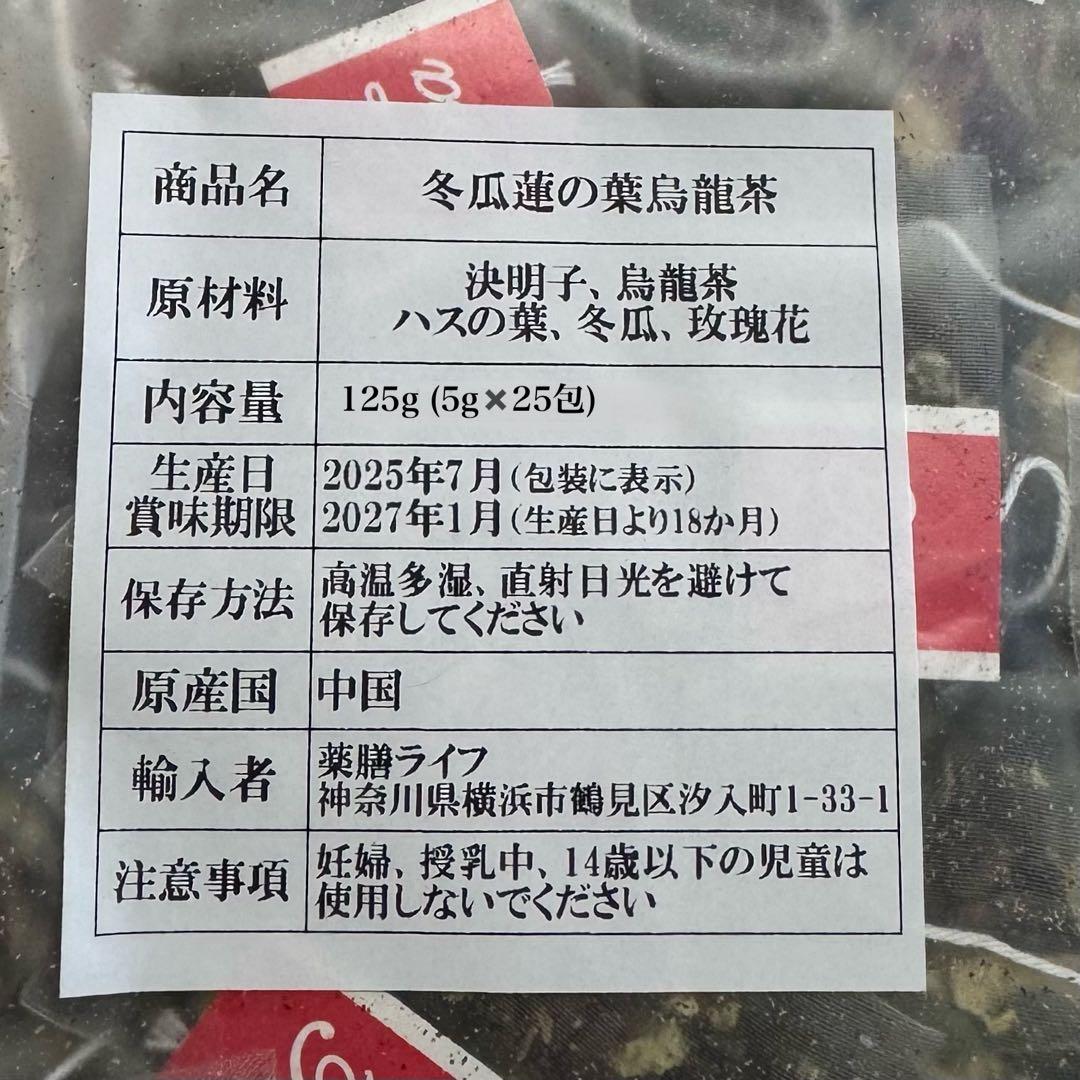 商品名 冬瓜蓮の葉烏龍茶
原材料 決明子、烏龍茶
ハスの葉、冬瓜、玫瑰花
内容量 125g (5g✖25包)
生産日 2025年7月(包装に表示)
賞味期限 2027年1月(生産日より18か月)
保存方法 高温多湿、直射日光を避けて
保存してください
原産国 中国
輸入者 薬膳ライフ
神奈川県横浜市鶴見区汐入町1-33-1
注意事項 妊婦、授乳中、14歳以下の児童は
使用しないでください